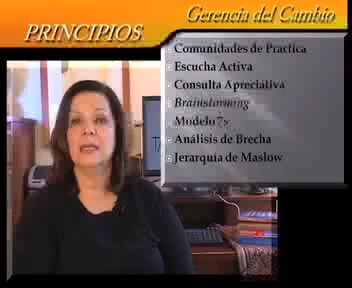 Gerencia del Cambio
PRINCIPIOS
Comunidades de Practica
Escucha Activa
Consulta Apreciativa
Brainstorming
Modelo 7s
Análisis de Brecha
Jerarquía de Maslow